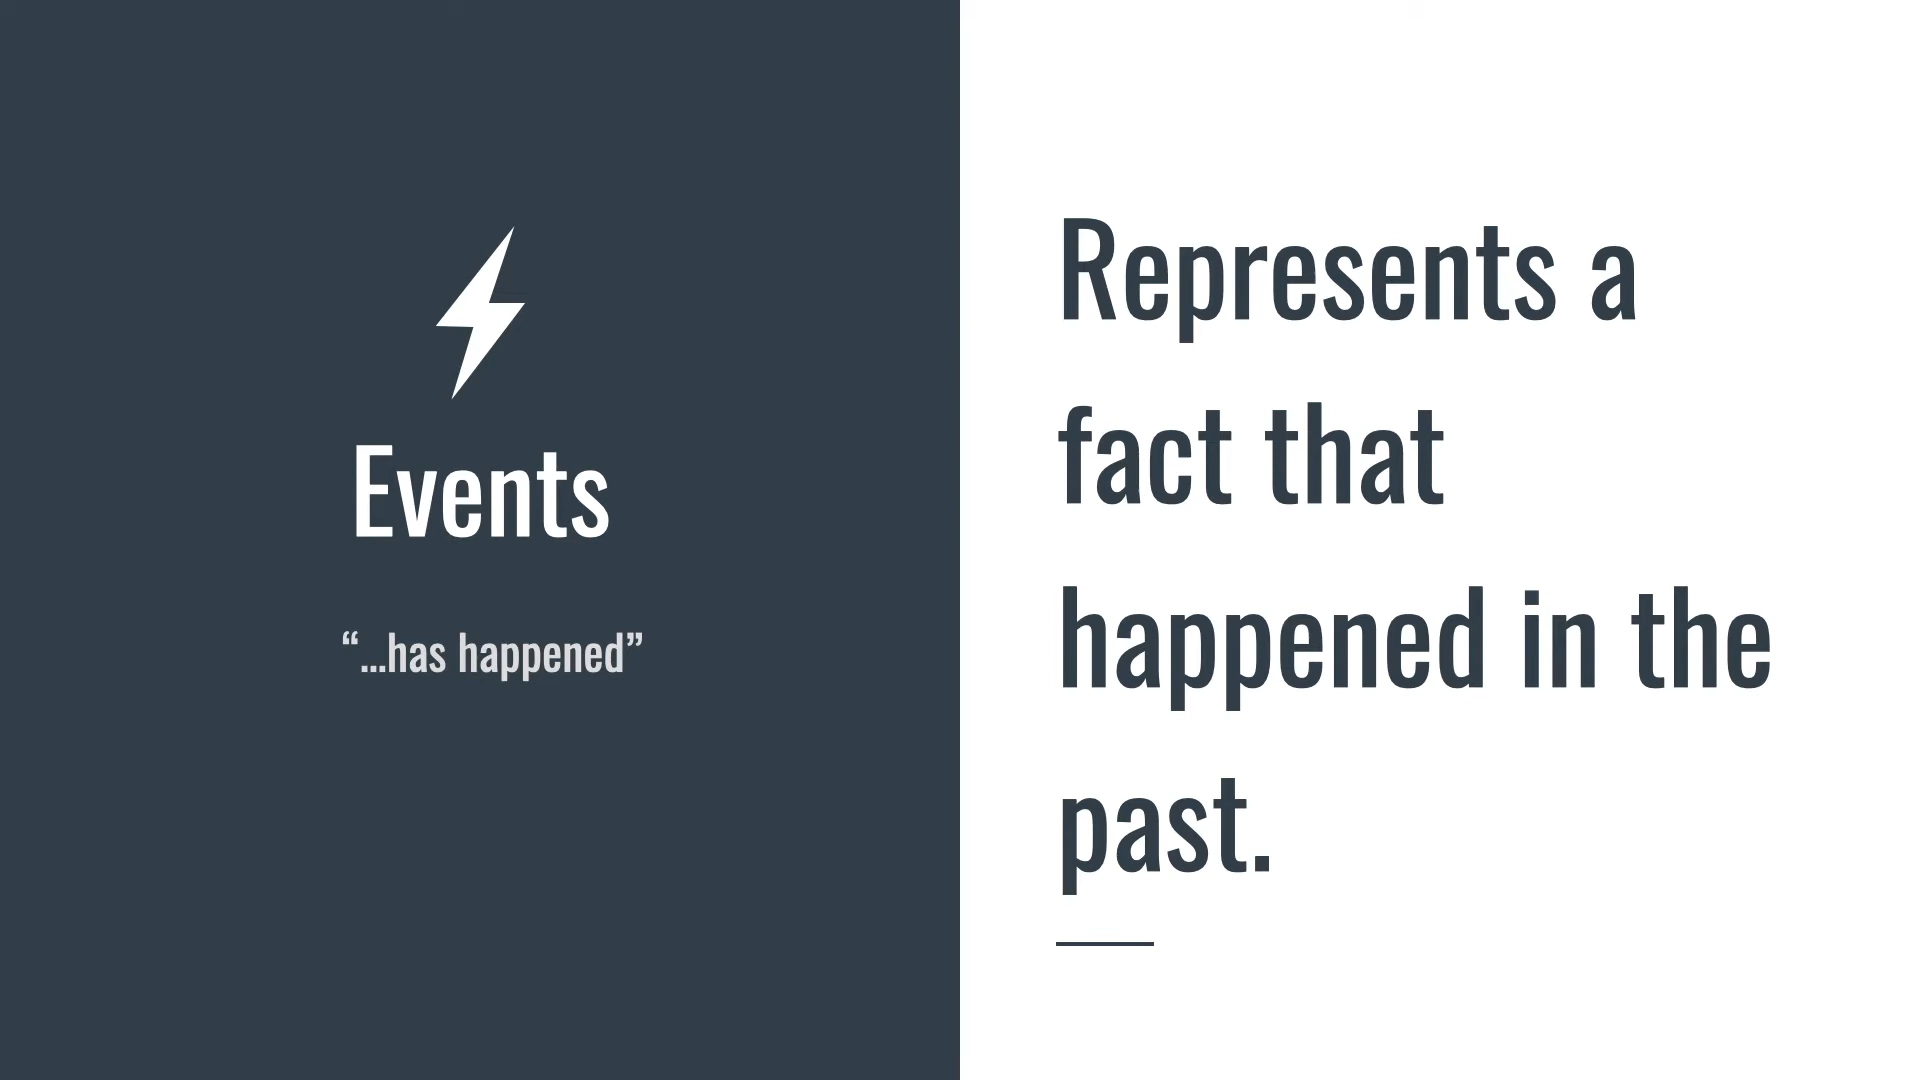 Events
“...has happened”
Represents a
fact that
happened in the
past.